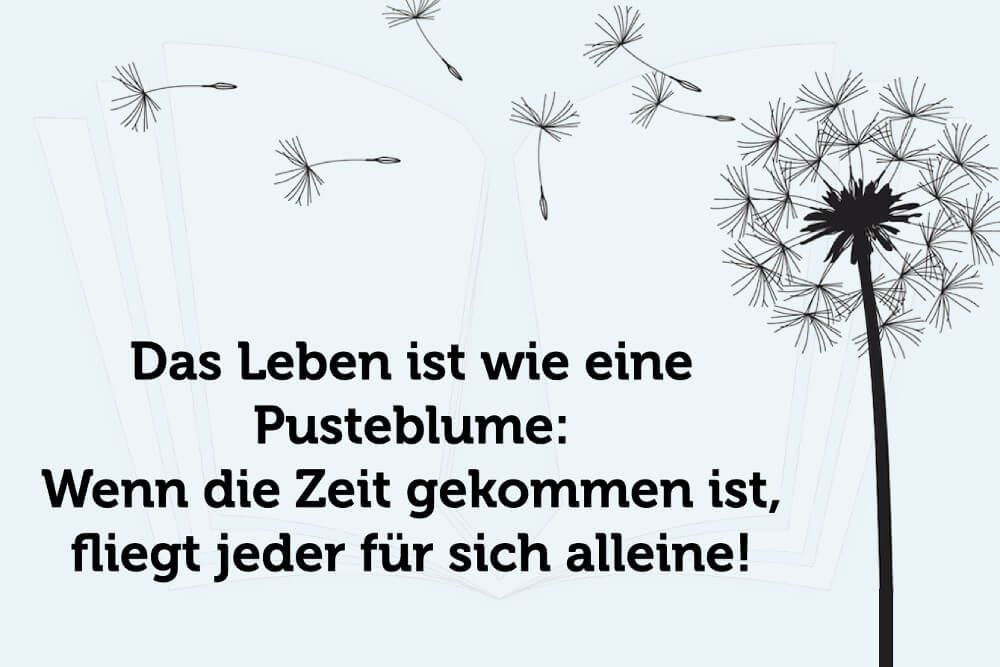 Das Leben ist wie eine
Pusteblume:
Wenn die Zeit gekommen ist,
fliegt jeder für sich alleine!